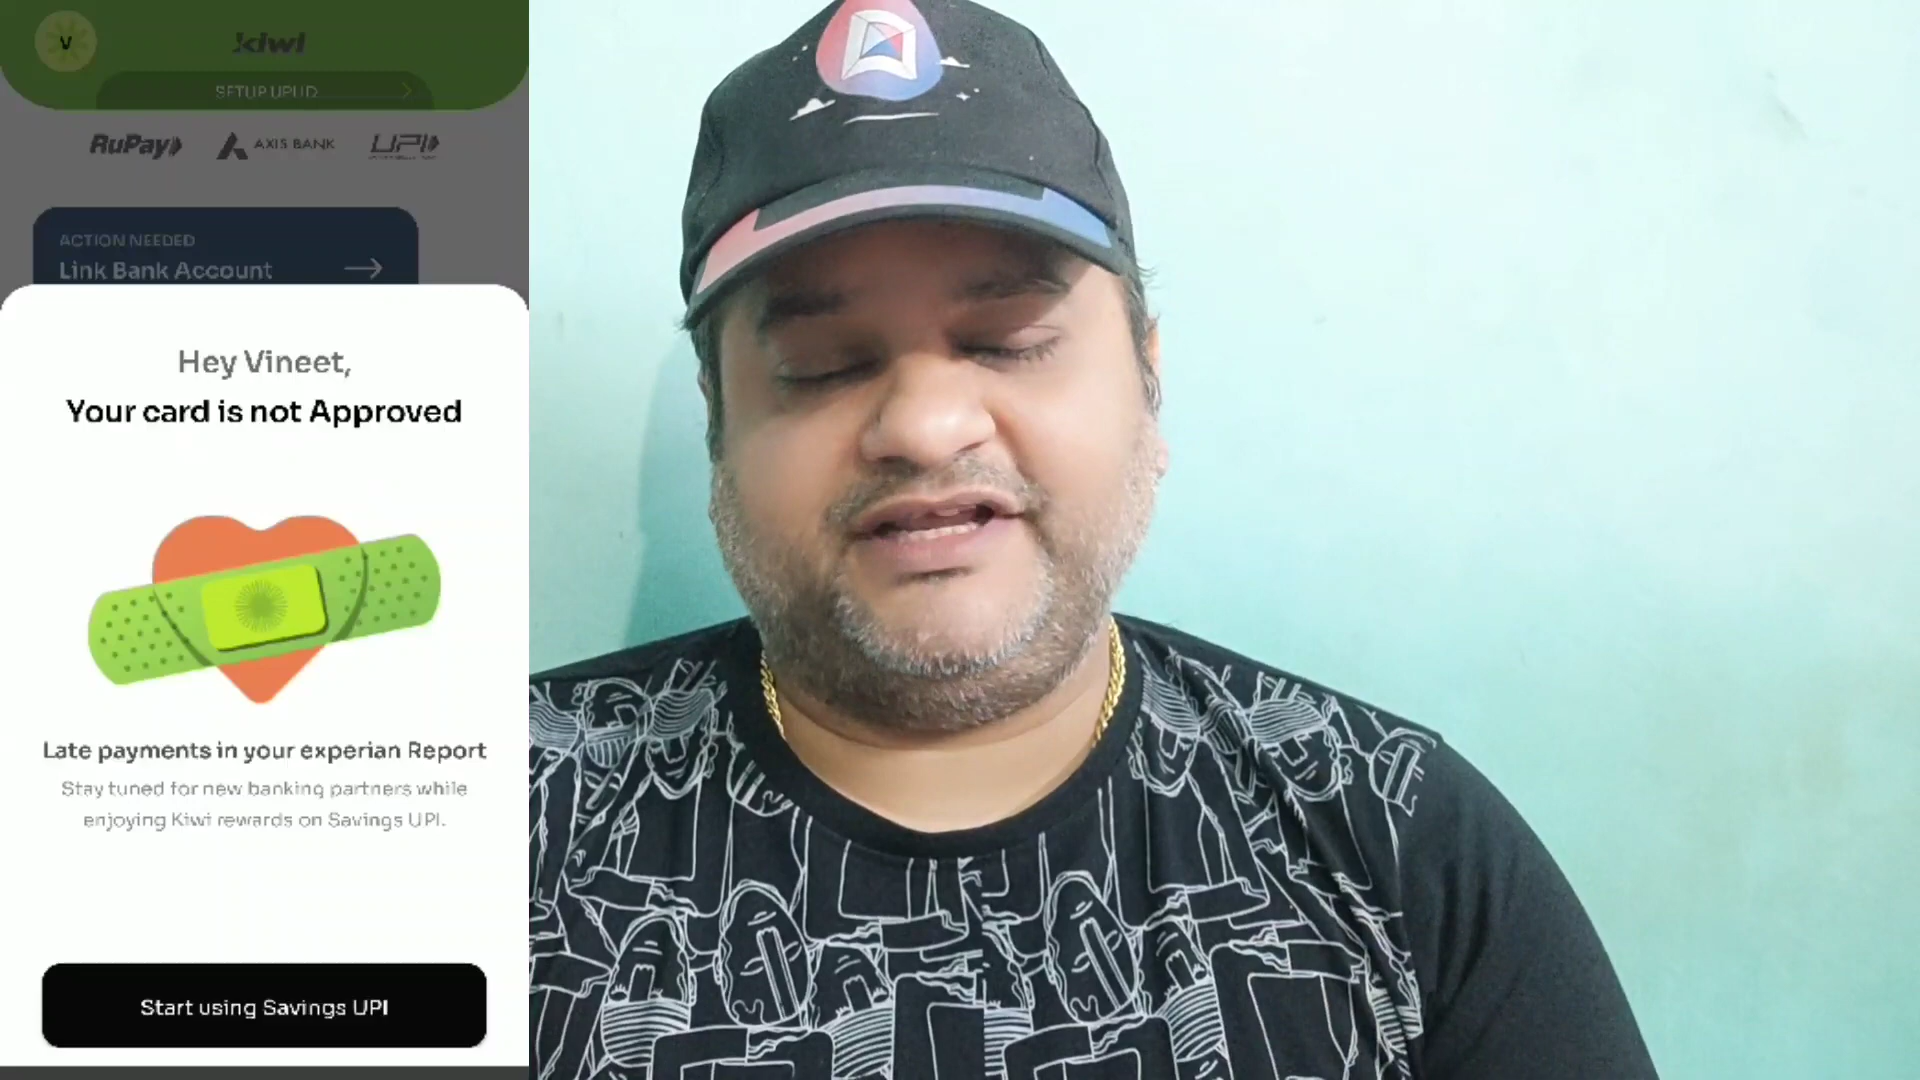 V
kiwi
SETUP UPI ID
RuPay
AXIS BANK
UPI
ACTION NEEDED
Link Bank Account
Hey Vineet,
Your card is not Approved
Late payments in your experian Report
Stay tuned for new banking partners while
enjoying Kiwi rewards on Savings UPI.
Start using Savings UPI